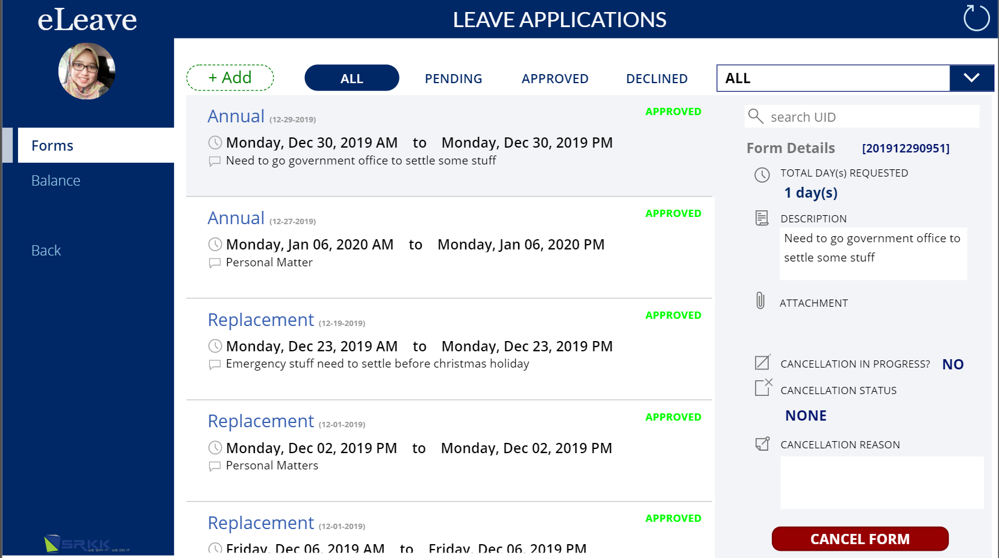 eLeave
LEAVE APPLICATIONS
Forms
Balance
Back
SRKK
WE SAY IT - WE DO IT
+ Add
ALL
PENDING
APPROVED
DECLINED
ALL
Annual (12-29-2019)
APPROVED
Monday, Dec 30, 2019 AM to Monday, Dec 30, 2019 PM
Need to go government office to settle some stuff
Annual (12-27-2019)
APPROVED
Monday, Jan 06, 2020 AM to Monday, Jan 06, 2020 PM
Personal Matter
Replacement (12-19-2019)
APPROVED
Monday, Dec 23, 2019 AM to Monday, Dec 23, 2019 PM
Emergency stuff need to settle before christmas holiday
Replacement (12-01-2019)
APPROVED
Monday, Dec 02, 2019 PM to Monday, Dec 02, 2019 PM
Personal Matters
Replacement (12-01-2019)
APPROVED
Friday, Dec 06, 2019 AM to Friday, Dec 06, 2019 PM
search UID
Form Details [201912290951]
TOTAL DAY(s) REQUESTED
1 day(s)
DESCRIPTION
Need to go government office to
settle some stuff
ATTACHMENT
CANCELLATION IN PROGRESS? NO
CANCELLATION STATUS
NONE
CANCELLATION REASON
CANCEL FORM